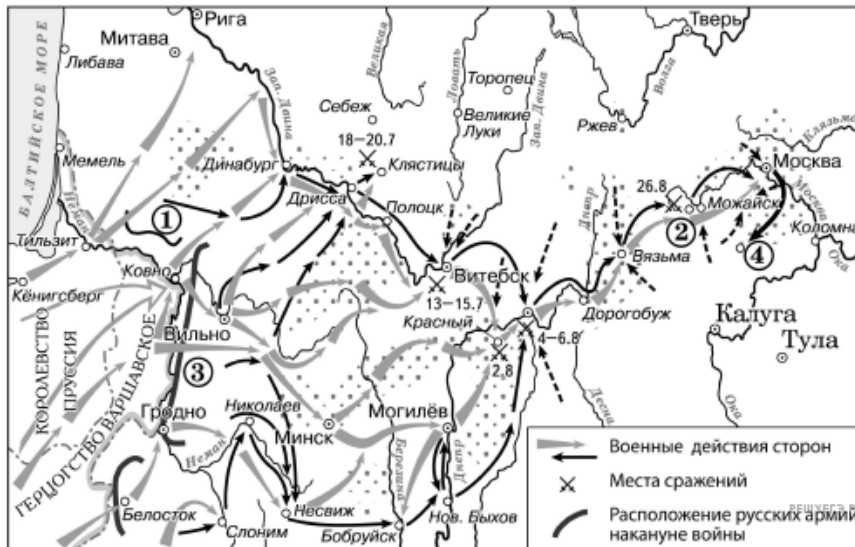 Рига
Тверь
Митава
Либава
БАЛТИЙСКОЕ МОРЕ
Зап. Двина
Великая
Ловать
Торопец
Волга
Себеж
Великие
Луки
Зап. Двина
Ржев
Клязьма
18–20.7
Мемель
Динабург
Клястицы
Москва
Неман
Дрисса
Днепр
26.8
Можайск
Москва
1
Полоцк
2
Тильзит
4
Коломна
Ковно
Витебск
Вязьма
Ока
Кёнигсберг
13–15.7
Вильно
Красный
4–6.8
Дорогобуж
Калуга
КОРОЛЕВСТВО
ПРУССИЯ
ГЕРЦОГСТВО ВАРШАВСКОЕ
3
2.8
Тула
Гродно
Николаев
Минск
Могилёв
Десна
Ока
Неман
Березина
Днепр
Белосток
Слоним
Несвиж
Бобруйск
Нов. Быхов
Военные действия сторон
Места сражений
Расположение русских армий
накануне войны